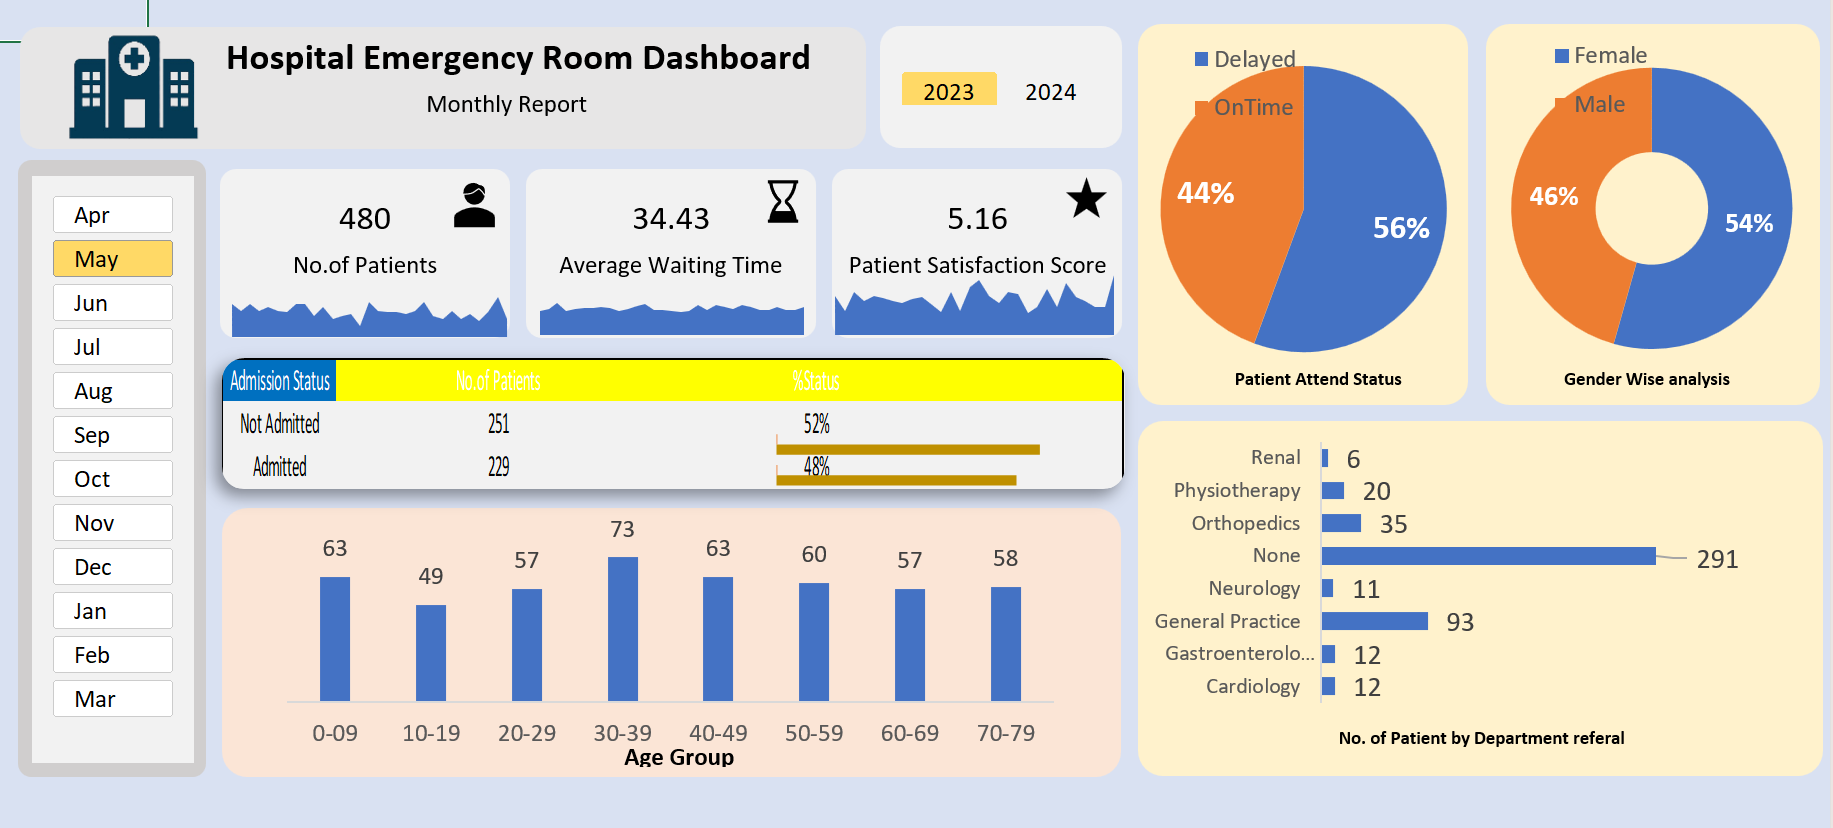 Hospital Emergency Room Dashboard
Monthly Report
2023 2024
Apr
May
Jun
Jul
Aug
Sep
Oct
Nov
Dec
Jan
Feb
Mar
480
No.of Patients
34.43
Average Waiting Time
5.16
Patient Satisfaction Score
Admission Status No.of Patients %Status
Not Admitted 251 52%
Admitted 229 48%
63 49 57 73 63 60 57 58
0-09 10-19 20-29 30-39 40-49 50-59 60-69 70-79
Age Group
Delayed
OnTime
44%
56%
Patient Attend Status
Female
Male
46%
54%
Gender Wise analysis
Renal 6
Physiotherapy 20
Orthopedics 35
None 291
Neurology 11
General Practice 93
Gastroenterolo... 12
Cardiology 12
No. of Patient by Department referal